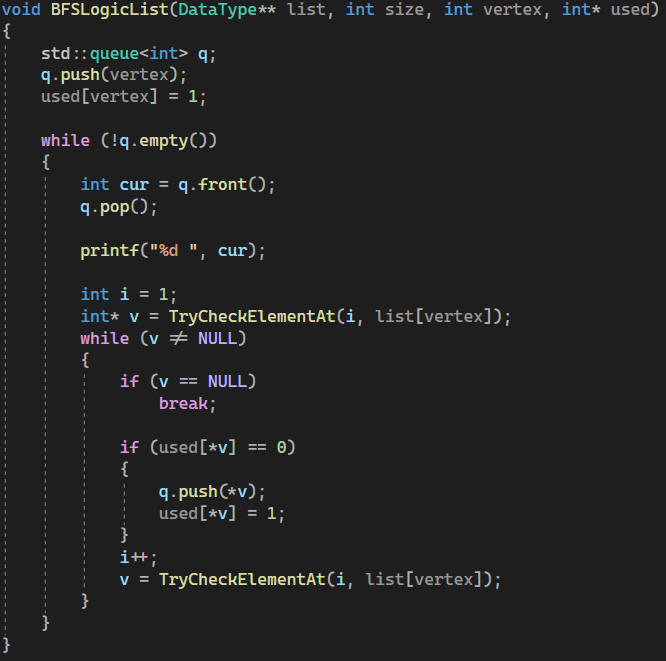 void BFSLogicList(DataType** list, int size, int vertex, int* used)
{
    std::queue<int> q;
    q.push(vertex);
    used[vertex] = 1;

    while (!q.empty())
    {
        int cur = q.front();
        q.pop();

        printf("%d ", cur);

        int i = 1;
        int* v = TryCheckElementAt(i, list[vertex]);
        while (v != NULL)
        {
            if (v == NULL)
                break;

            if (used[*v] == 0)
            {
                q.push(*v);
                used[*v] = 1;
            }
            i++;
            v = TryCheckElementAt(i, list[vertex]);
        }
    }
}